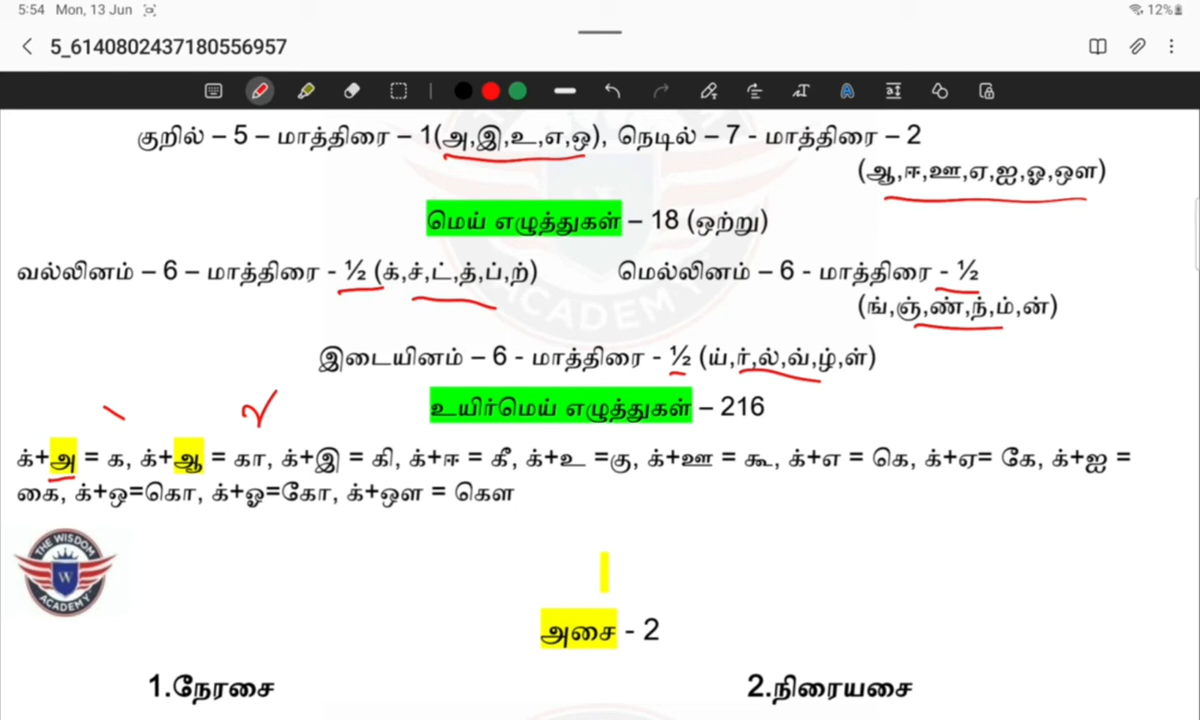 5:54 Mon, 13 Jun 12%
5_6140802437180556957
குறில் – 5 – மாத்திரை – 1(அ,இ,உ,எ,ஒ), நெடில் – 7 - மாத்திரை – 2
(ஆ,ஈ,ஊ,ஏ,ஐ,ஓ,ஔ)
மெய் எழுத்துகள் – 18 (ஒற்று)
வல்லினம் – 6 – மாத்திரை - ½ (க்,ச்,ட்,த்,ப்,ற்) மெல்லினம் – 6 - மாத்திரை - ½
(ங்,ஞ்,ண்,ந்,ம்,ன்)
இடையினம் – 6 - மாத்திரை - ½ (ய்,ர்,ல்,வ்,ழ்,ள்)
உயிர்மெய் எழுத்துகள் – 216
க்+அ = க, க்+ஆ = கா, க்+இ = கி, க்+ஈ = கீ, க்+உ =கு, க்+ஊ = கூ, க்+எ = கெ, க்+ஏ= கே, க்+ஐ =
கை, க்+ஒ=கொ, க்+ஓ=கோ, க்+ஔ = கௌ
THE WISDOM
W
ACADEMY
அசை - 2
1.நேரசை 2.நிரையசை